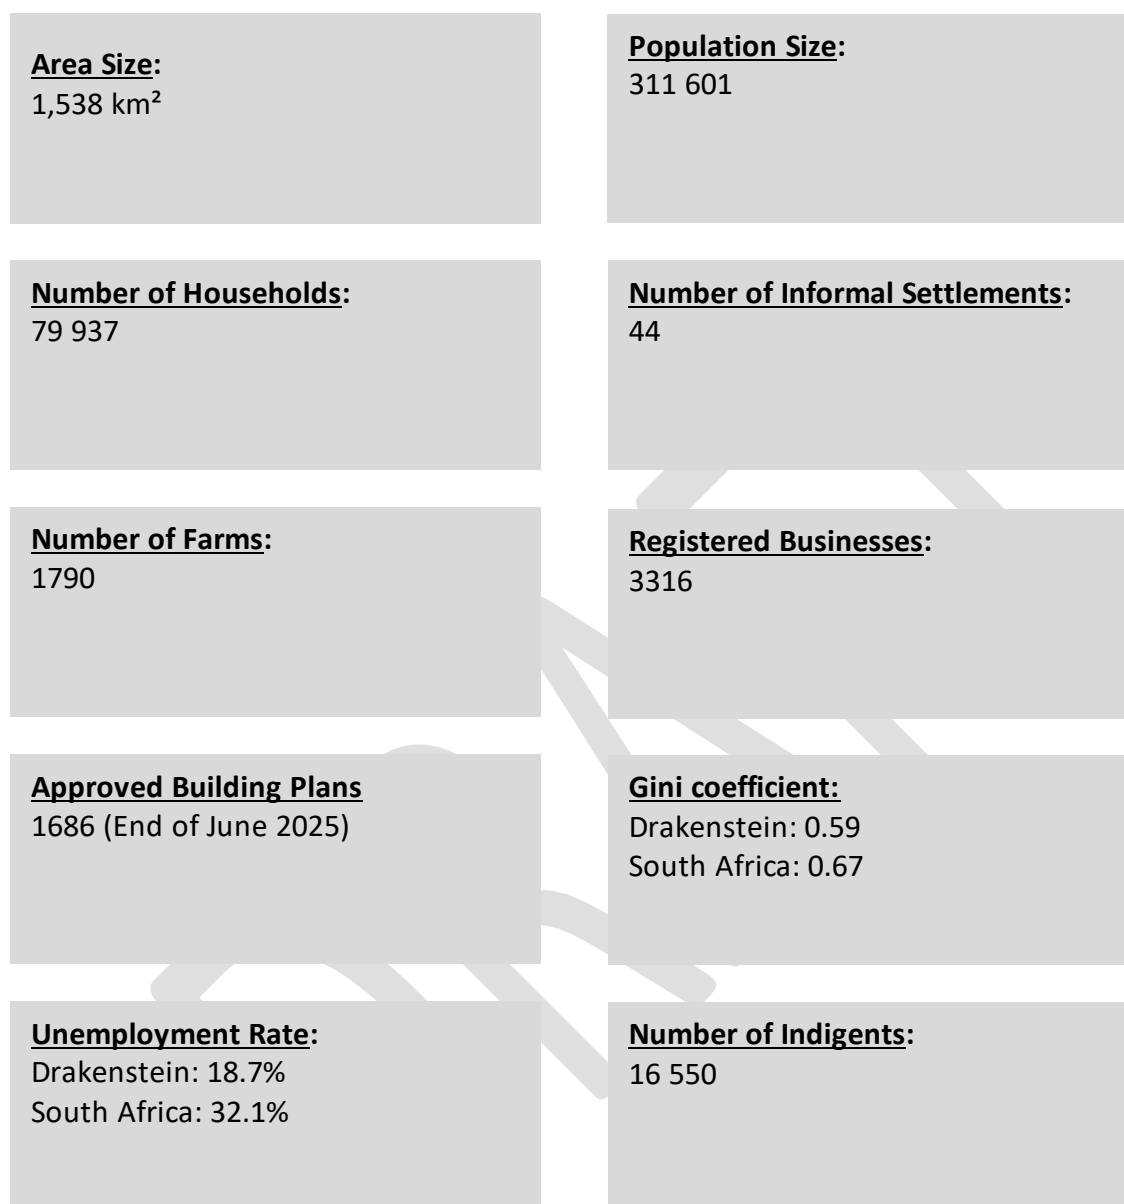 Area Size:
1,538 km²
Population Size:
311 601
Number of Households:
79 937
Number of Informal Settlements:
44
Number of Farms:
1790
Registered Businesses:
3316
Approved Building Plans
1686 (End of June 2025)
Gini coefficient:
Drakenstein: 0.59
South Africa: 0.67
Unemployment Rate:
Drakenstein: 18.7%
South Africa: 32.1%
Number of Indigents:
16 550